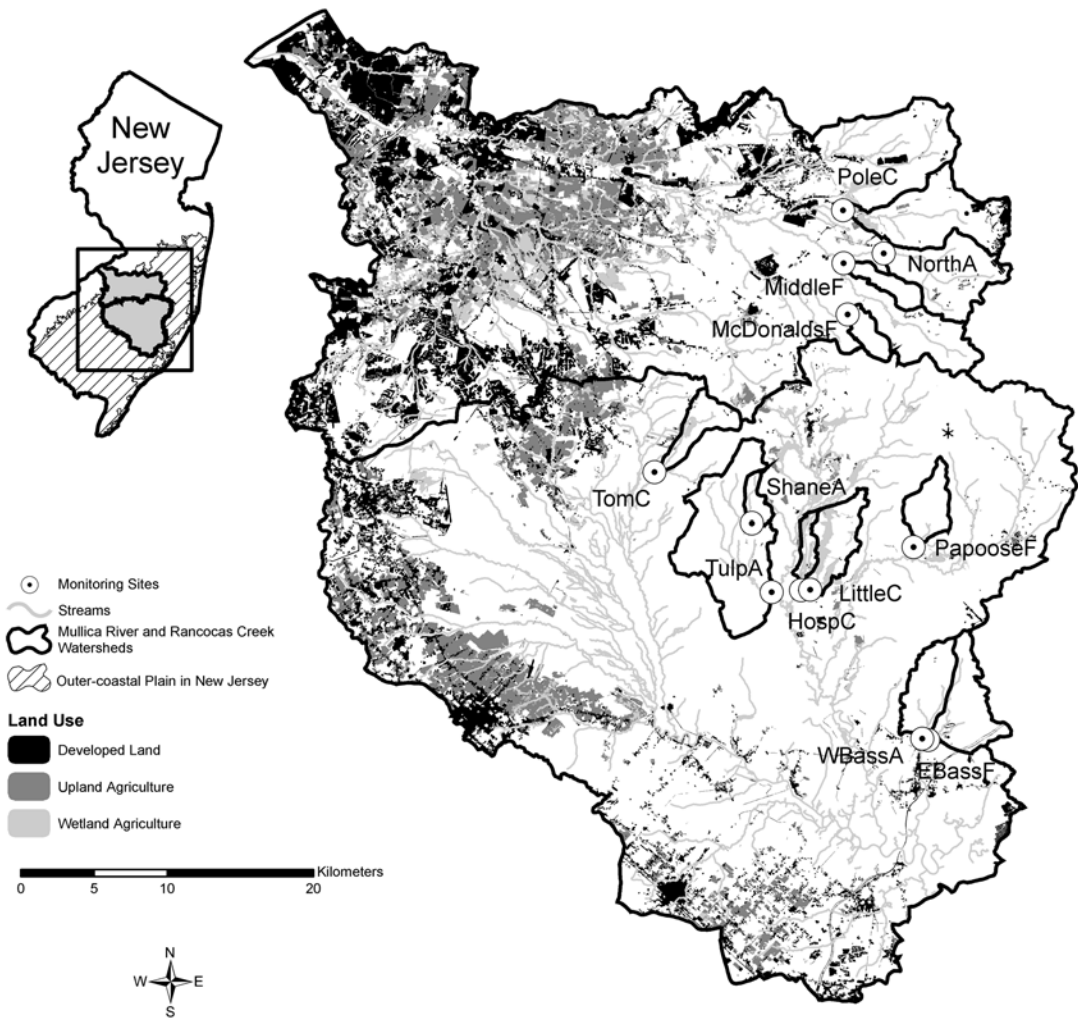 New
Jersey
PoleC
NorthA
MiddleF
McDonaldsF
TomC
ShaneA
TulpA
PapooseF
LittleC
HospC
WBassA
EBassF
Monitoring Sites
Streams
Mullica River and Rancocas Creek
Watersheds
Outer-coastal Plain in New Jersey
Land Use
Developed Land
Upland Agriculture
Wetland Agriculture
Kilometers
0 5 10 20
N
W E
S